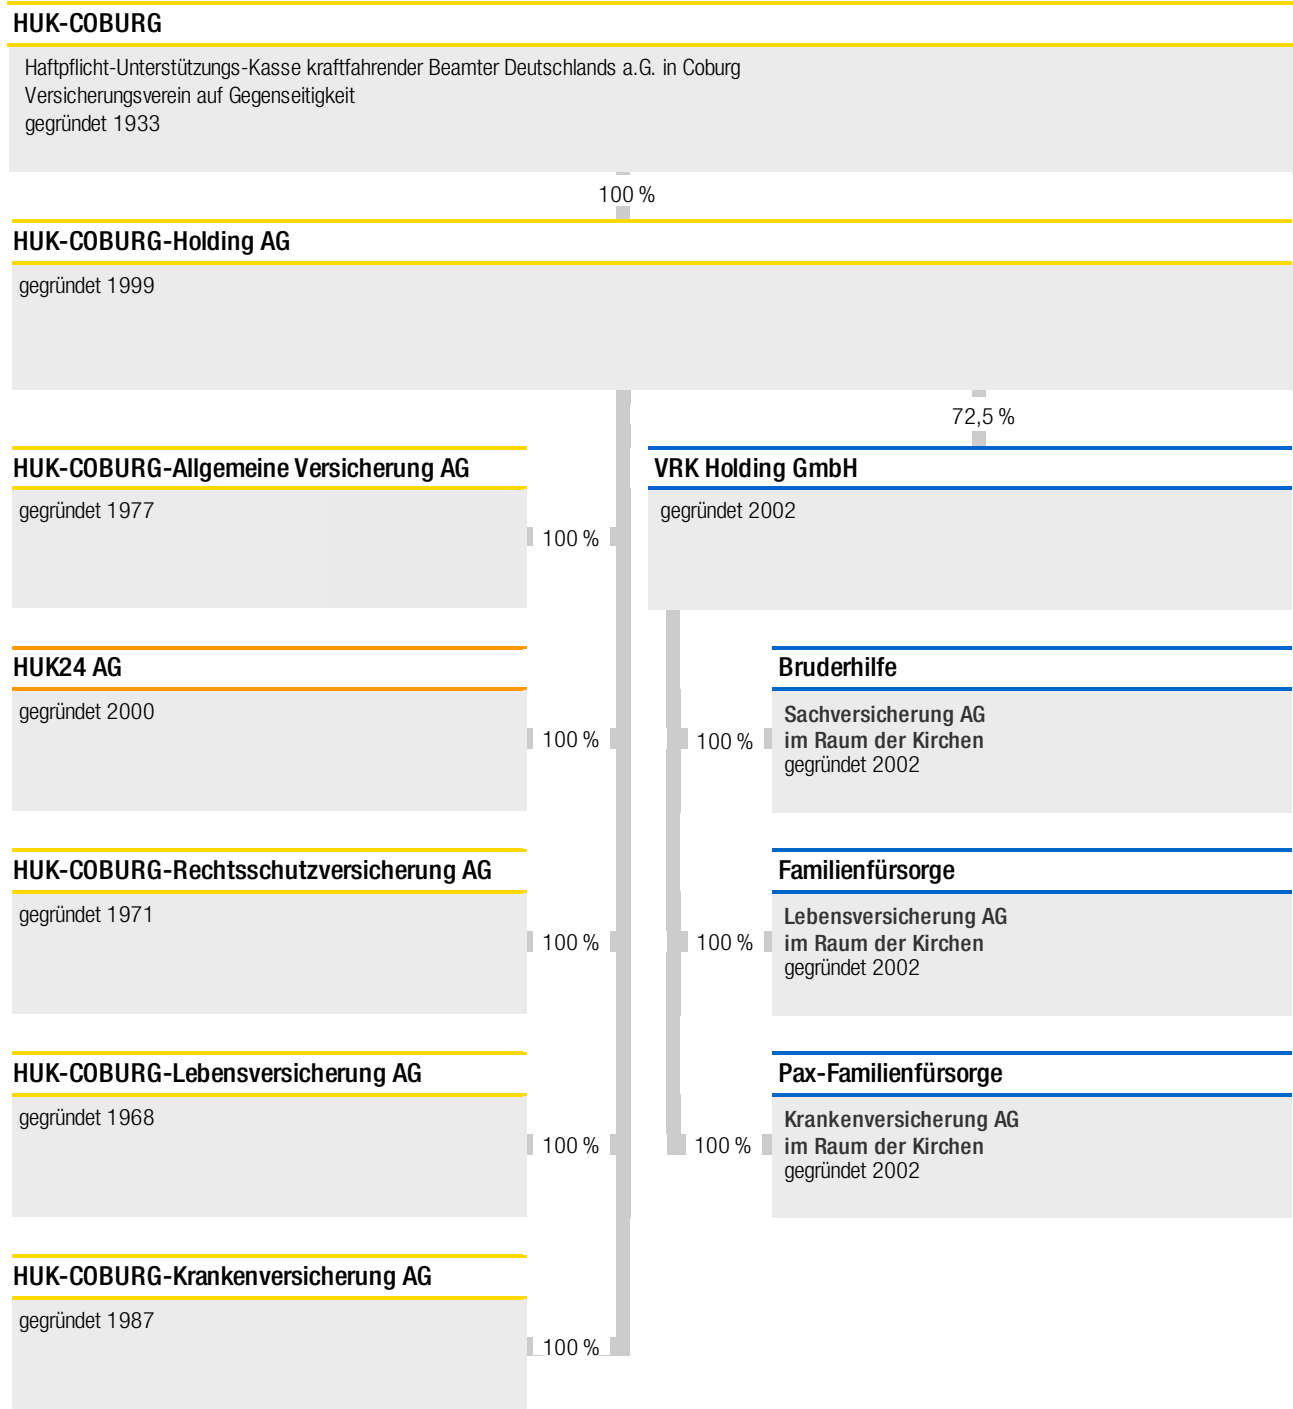 HUK-COBURG
Haftpflicht-Unterstützungs-Kasse kraftfahrender Beamter Deutschlands a.G. in Coburg
Versicherungsverein auf Gegenseitigkeit
gegründet 1933
100 %
HUK-COBURG-Holding AG
gegründet 1999
72,5 %
HUK-COBURG-Allgemeine Versicherung AG
gegründet 1977
100 %
HUK24 AG
gegründet 2000
100 %
HUK-COBURG-Rechtsschutzversicherung AG
gegründet 1971
100 %
HUK-COBURG-Lebensversicherung AG
gegründet 1968
100 %
HUK-COBURG-Krankenversicherung AG
gegründet 1987
100 %
VRK Holding GmbH
gegründet 2002
Bruderhilfe
Sachversicherung AG
im Raum der Kirchen
gegründet 2002
100 %
Familienfürsorge
Lebensversicherung AG
im Raum der Kirchen
gegründet 2002
100 %
Pax-Familienfürsorge
Krankenversicherung AG
im Raum der Kirchen
gegründet 2002
100 %